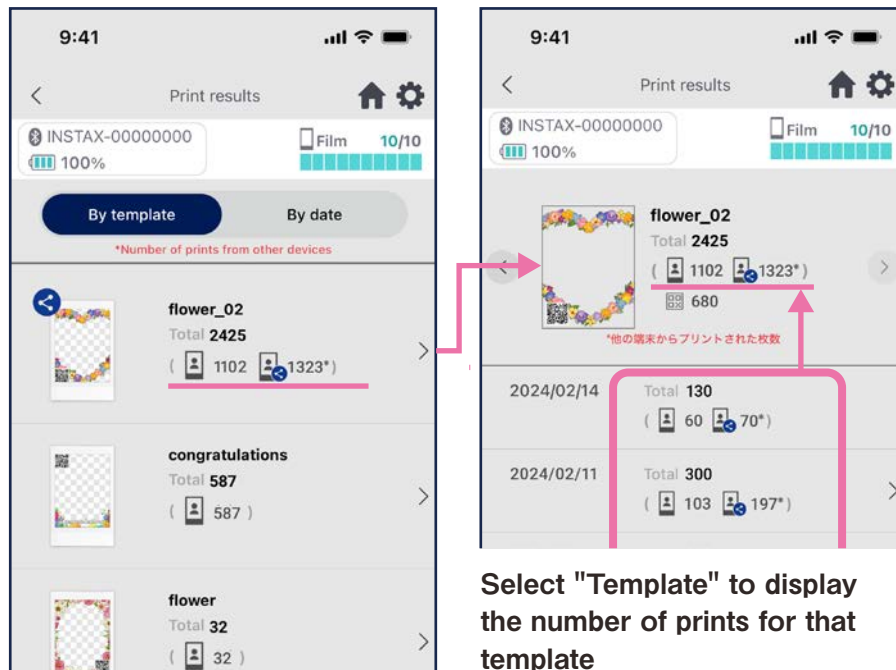 9:41
Print results
INSTAX-00000000
100%
Film 10/10
By template
By date
*Number of prints from other devices
flower_02
Total 2425
( 1102 1323*)
congratulations
Total 587
( 587 )
flower
Total 32
( 32 )
9:41
Print results
INSTAX-00000000
100%
Film 10/10
flower_02
Total 2425
( 1102 1323*)
680
*他の端末からプリントされた枚数
2024/02/14 Total 130
( 60 70*)
2024/02/11 Total 300
( 103 197*)
Select "Template" to display
the number of prints for that
template